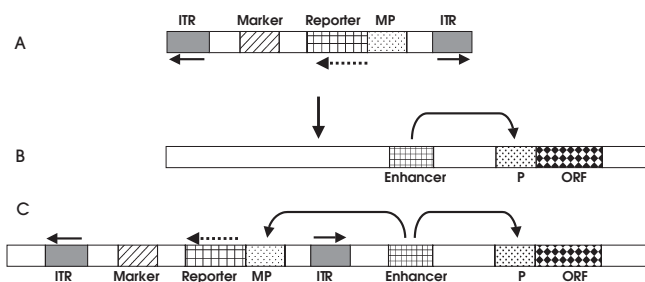 ITR Marker Reporter MP ITR
A
B
Enhancer P ORF
C
ITR Marker Reporter MP ITR Enhancer P ORF